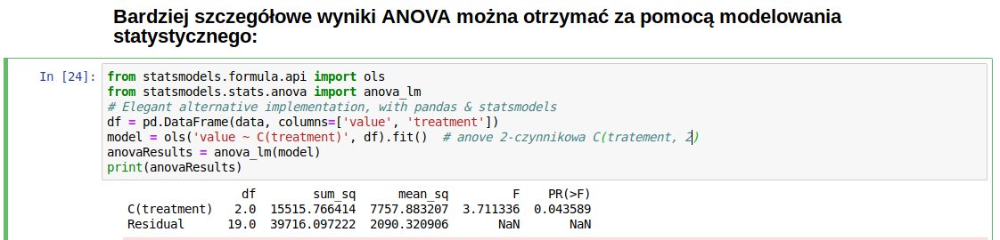 Bardziej szczegółowe wyniki ANOVA można otrzymać za pomocą modelowania
statystycznego:
In [24]:
from statsmodels.formula.api import ols
from statsmodels.stats.anova import anova_lm
# Elegant alternative implementation, with pandas & statsmodels
df = pd.DataFrame(data, columns=['value', 'treatment'])
model = ols('value ~ C(treatment)', df).fit()  # anove 2-czynnikowa C(tratement, 2)
anovaResults = anova_lm(model)
print(anovaResults)
df sum_sq mean_sq F PR(>F)
C(treatment) 2.0 15515.766414 7757.883207 3.711336 0.043589
Residual 19.0 39716.097222 2090.320906 NaN NaN